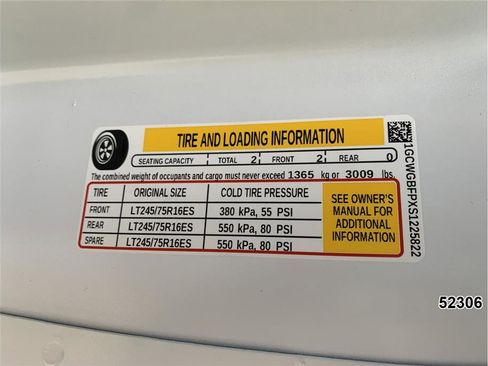 TIRE AND LOADING INFORMATION
SEATING CAPACITY TOTAL 2 FRONT 2 REAR 0
The combined weight of occupants and cargo must never exceed 1365 kg or 3009 lbs.
TIRE ORIGINAL SIZE COLD TIRE PRESSURE
FRONT LT245/75R16ES 380 kPa, 55 PSI
REAR LT245/75R16ES 550 kPa, 80 PSI
SPARE LT245/75R16ES 550 kPa, 80 PSI
SEE OWNER'S
MANUAL FOR
ADDITIONAL
INFORMATION
1GCWGBFPXS1225822
52306